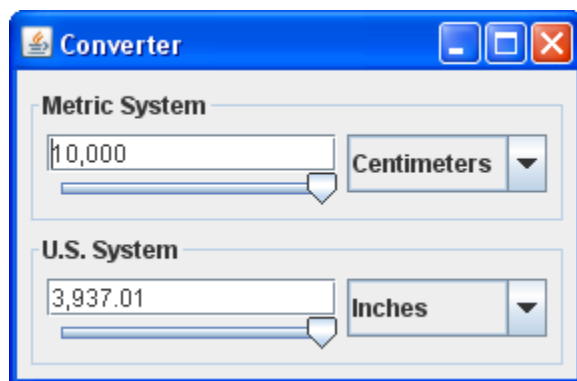 Converter
Metric System
10,000
Centimeters
U.S. System
3,937.01
Inches